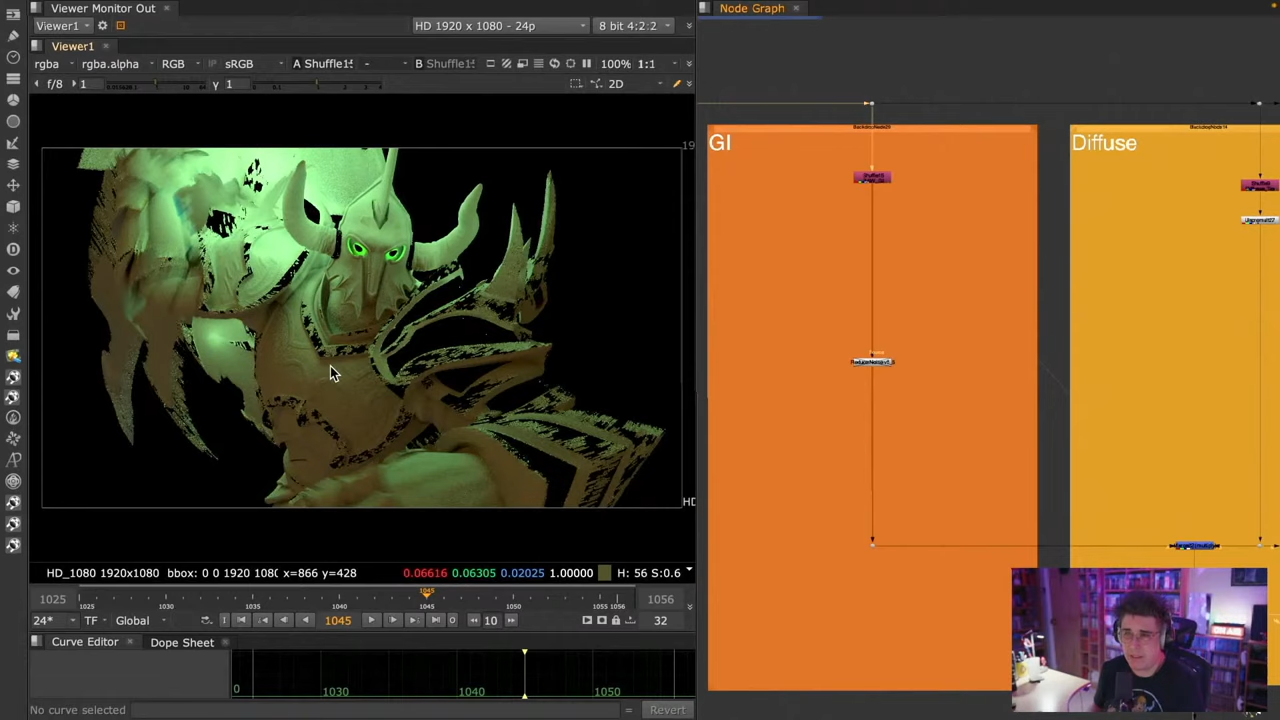 Viewer Monitor Out
Viewer1
HD 1920 x 1080 - 24p
8 bit 4:2:2
Viewer1
rgba
rgba.alpha
RGB
IP
sRGB
A Shuffle1
-
B Shuffle1
100%
1:1
f/8
1
γ 1
2D
HD_1080 1920x1080 bbox: 0 0 1920 1080 x=866 y=428
0.06616 0.06305 0.02025 1.00000
H: 56 S:0.6
1025
1025
1030
1035
1040
1045
1045
1050
1055
1056
1056
24*
TF
Global
1045
10
32
Curve Editor
Dope Sheet
0
1030
1040
1050
No curve selected
=
Revert
Node Graph
GI
Diffuse